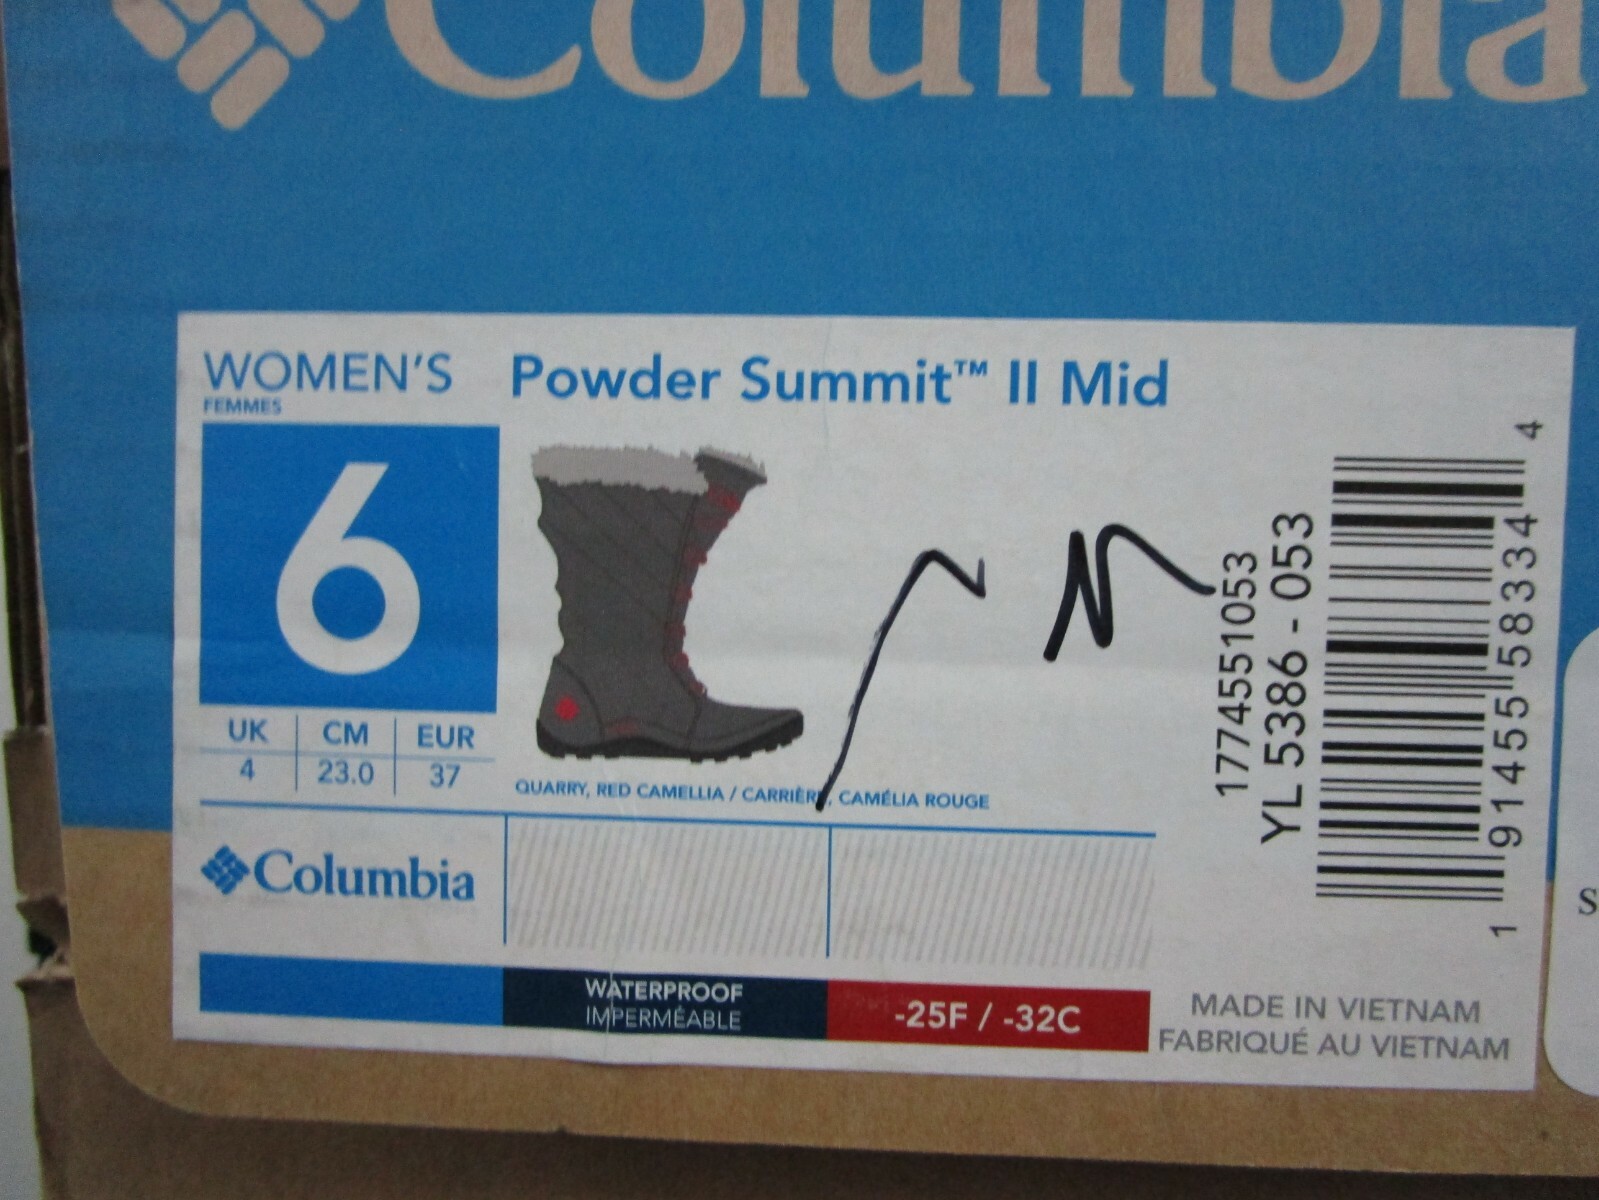 Columbia
WOMEN'S
FEMMES
Powder Summit™ II Mid
6
UK CM EUR
4 23.0 37
QUARRY, RED CAMELLIA / CARRIÈRE, CAMÉLIA ROUGE
1774551053
YL 5386 - 053
1 91455 58334 4
Columbia
WATERPROOF
IMPERMÉABLE
-25F / -32C
MADE IN VIETNAM
FABRIQUÉ AU VIETNAM
S